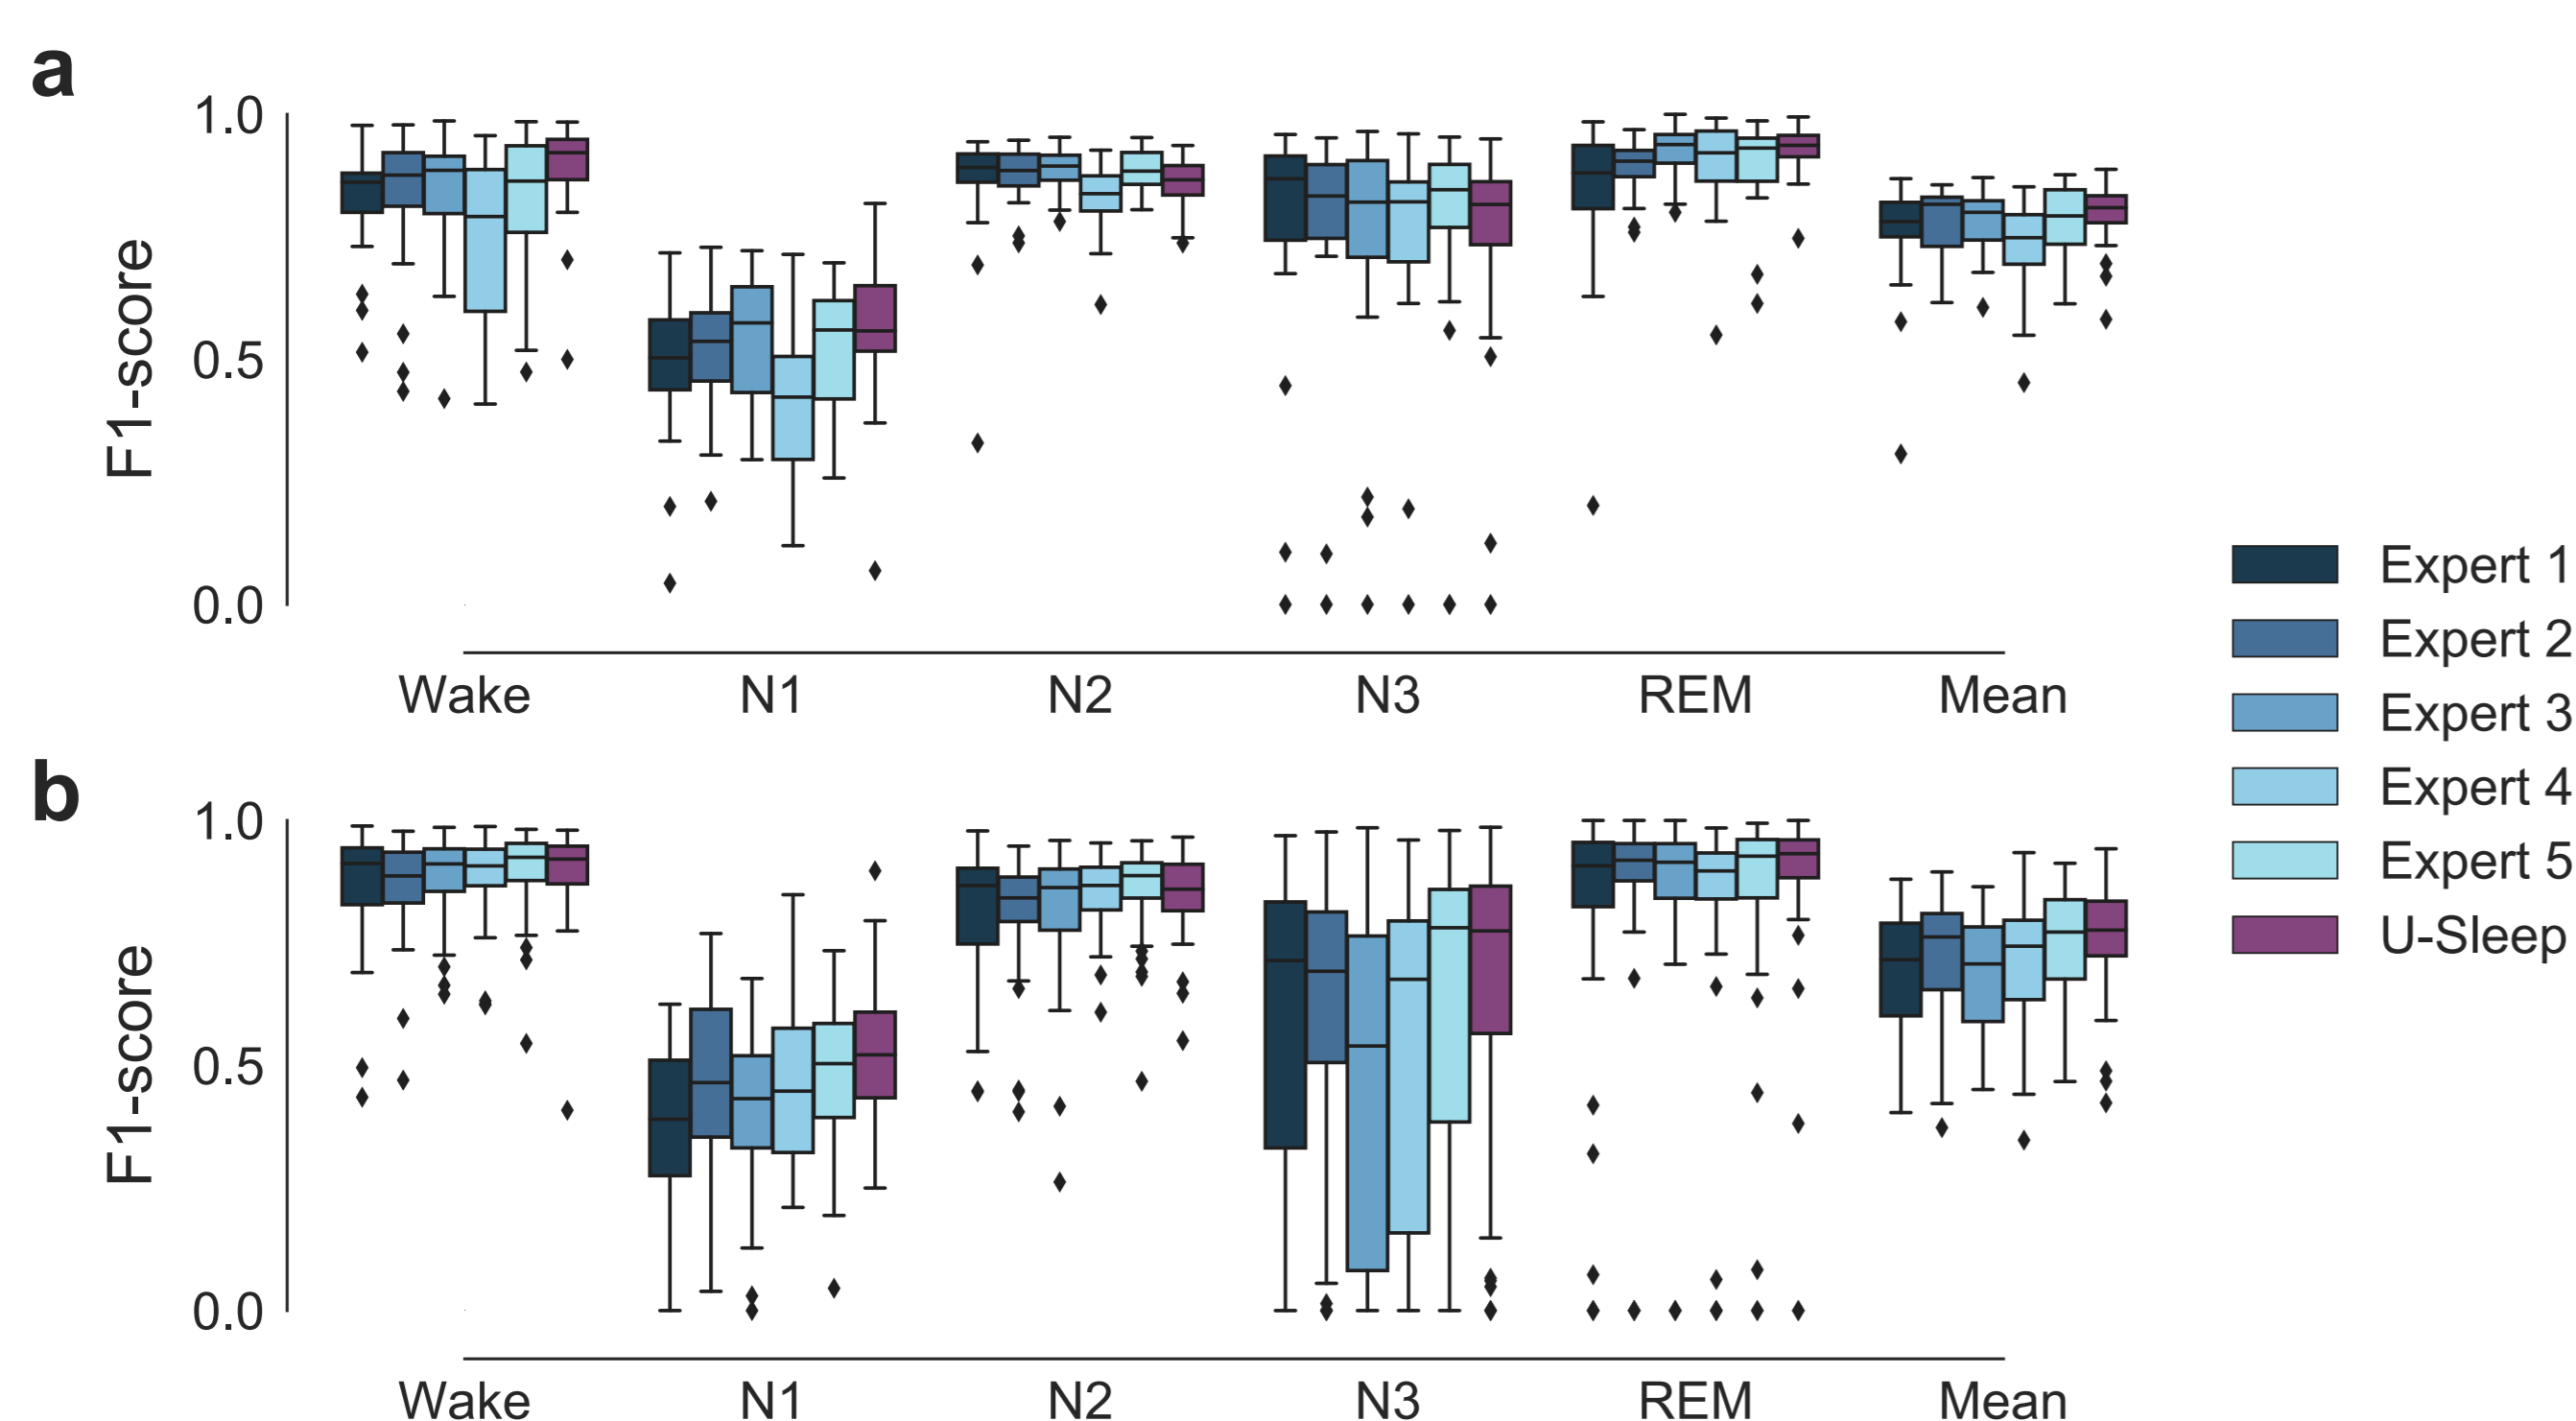 a
1.0
0.5
0.0
F1-score
Wake N1 N2 N3 REM Mean
b
1.0
0.5
0.0
F1-score
Wake N1 N2 N3 REM Mean
Expert 1
Expert 2
Expert 3
Expert 4
Expert 5
U-Sleep